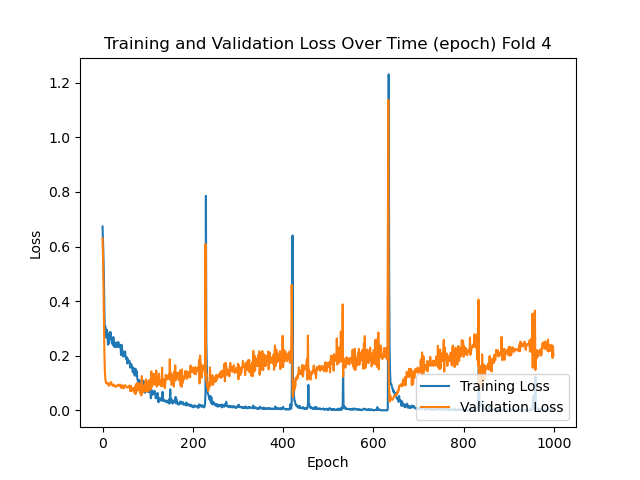 Training and Validation Loss Over Time (epoch) Fold 4
Loss
1.2
1.0
0.8
0.6
0.4
0.2
0.0
Training Loss
Validation Loss
0
200
400
600
800
1000
Epoch